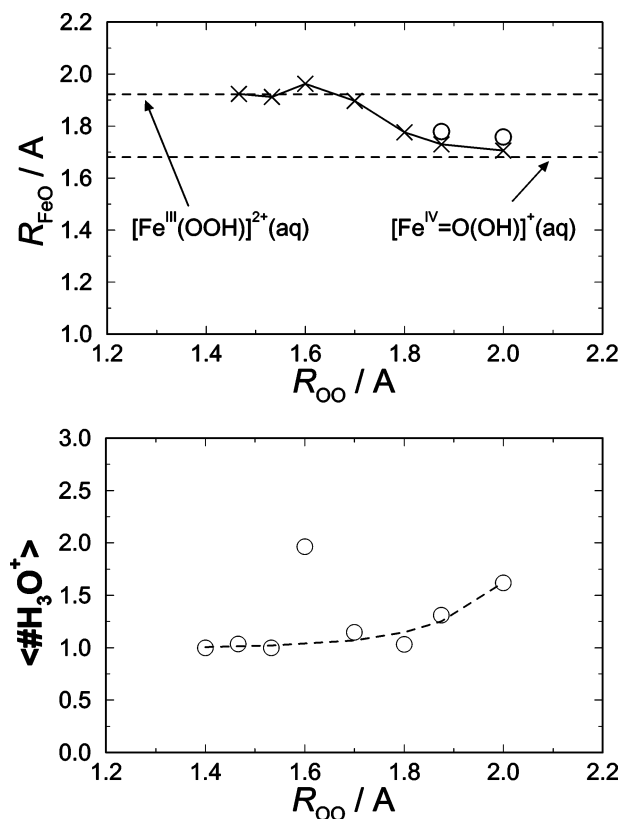 2.2
2.0
1.8
1.6
1.4
1.2
1.0
R_FeO / A
[Fe^III(OOH)]^2+(aq)
[Fe^IV=O(OH)]^+(aq)
1.2 1.4 1.6 1.8 2.0 2.2
R_OO / A
3.0
2.5
2.0
1.5
1.0
0.5
0.0
<#H_3O^+>
1.2 1.4 1.6 1.8 2.0 2.2
R_OO / A